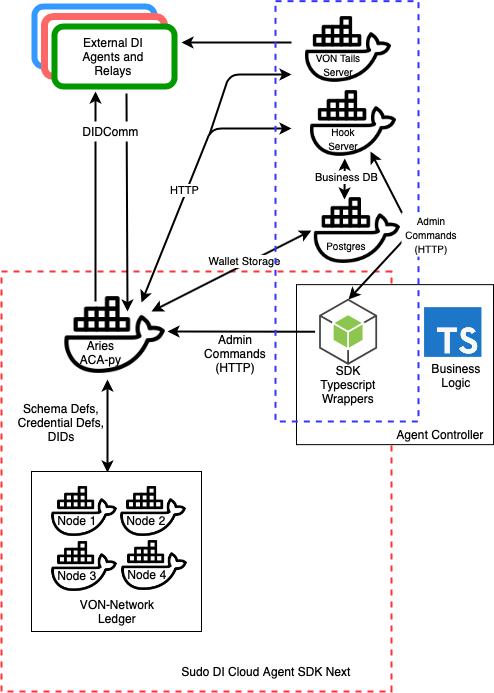 External DI
Agents and
Relays
VON Tails
Server
DIDComm
Hook
Server
Business DB
HTTP
Postgres
Admin
Commands
(HTTP)
Wallet Storage
Aries
ACA-py
Admin
Commands
(HTTP)
SDK
Typescript
Wrappers
TS
Business
Logic
Agent Controller
Schema Defs,
Credential Defs,
DIDs
Node 1
Node 2
Node 3
Node 4
VON-Network
Ledger
Sudo DI Cloud Agent SDK Next